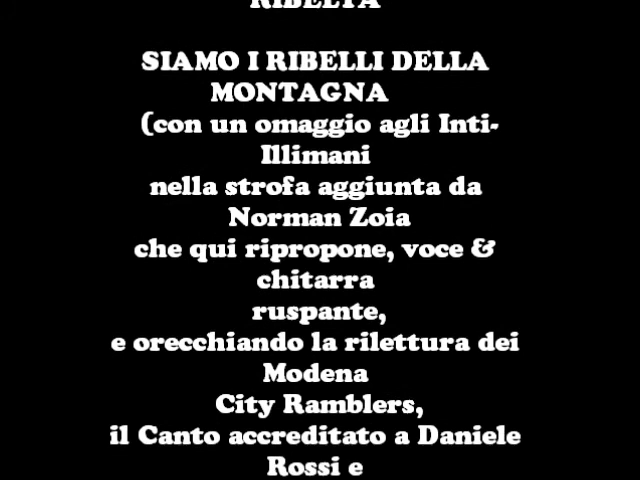 RIBELTA
SIAMO I RIBELLI DELLA
MONTAGNA
(con un omaggio agli Inti-
Illimani
nella strofa aggiunta da
Norman Zoia
che qui ripropone, voce &
chitarra
ruspante,
e orecchiando la rilettura dei
Modena
City Ramblers,
il Canto accreditato a Daniele
Rossi e